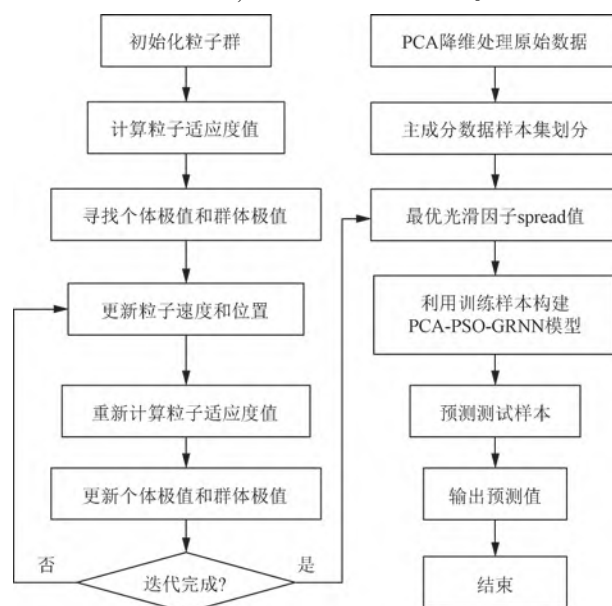 初始化粒子群
计算粒子适应度值
寻找个体极值和群体极值
更新粒子速度和位置
重新计算粒子适应度值
更新个体极值和群体极值
否
迭代完成?
是
PCA降维处理原始数据
主成分数据样本集划分
最优光滑因子spread值
利用训练样本构建
PCA-PSO-GRNN模型
预测测试样本
输出预测值
结束